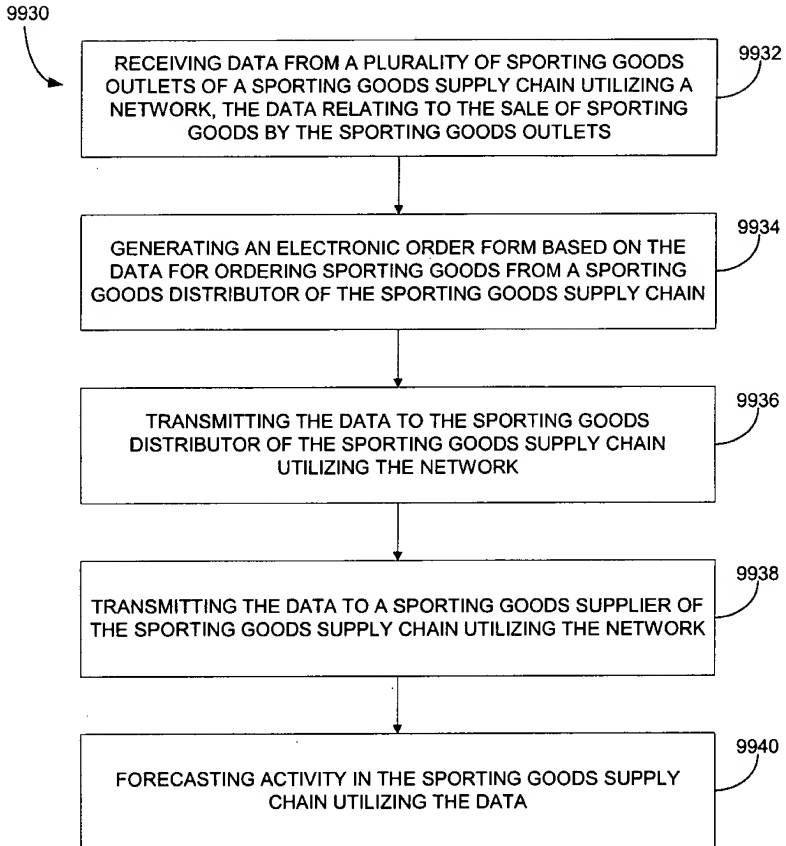 9930
RECEIVING DATA FROM A PLURALITY OF SPORTING GOODS
OUTLETS OF A SPORTING GOODS SUPPLY CHAIN UTILIZING A
NETWORK, THE DATA RELATING TO THE SALE OF SPORTING
GOODS BY THE SPORTING GOODS OUTLETS
9932
GENERATING AN ELECTRONIC ORDER FORM BASED ON THE
DATA FOR ORDERING SPORTING GOODS FROM A SPORTING
GOODS DISTRIBUTOR OF THE SPORTING GOODS SUPPLY CHAIN
9934
TRANSMITTING THE DATA TO THE SPORTING GOODS
DISTRIBUTOR OF THE SPORTING GOODS SUPPLY CHAIN
UTILIZING THE NETWORK
9936
TRANSMITTING THE DATA TO A SPORTING GOODS SUPPLIER OF
THE SPORTING GOODS SUPPLY CHAIN UTILIZING THE NETWORK
9938
FORECASTING ACTIVITY IN THE SPORTING GOODS SUPPLY
CHAIN UTILIZING THE DATA
9940